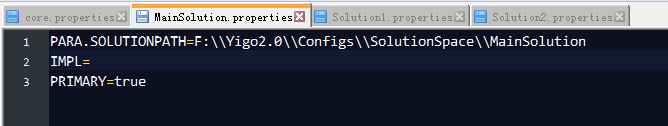 core.properties MainSolution.properties Solution1.properties Solution2.properties
1 PARA.SOLUTIONPATH=F:\\Yigo2.0\\Configs\\SolutionSpace\\MainSolution
2 IMPL=
3 PRIMARY=true